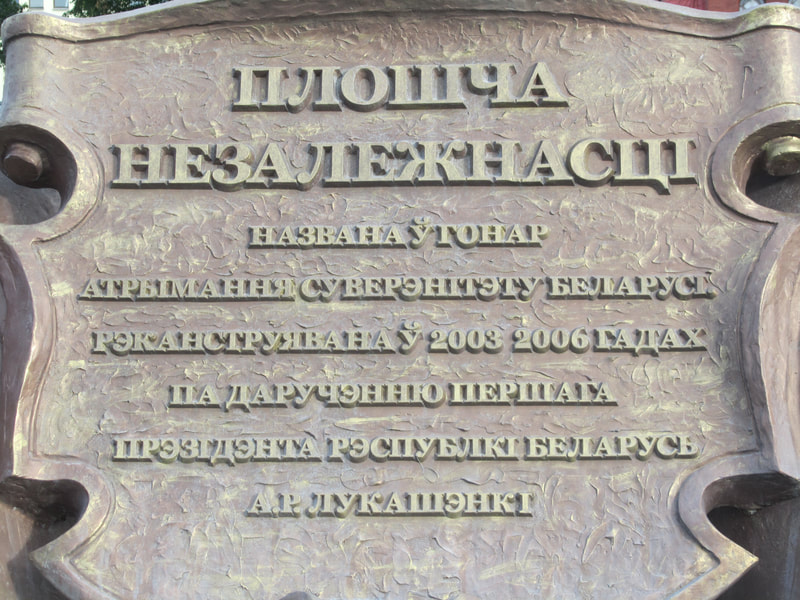 ПЛОШЧА
НЕЗАЛЕЖНАСЦІ
НАЗВАНА Ў ГОНАР
АТРЫМАННЯ СУВЕРЭНІТЭТУ БЕЛАРУСІ.
РЭКАНСТРУЯВАНА Ў 2003-2006 ГАДАХ
ПА ДАРУЧЭННЮ ПЕРШАГА
ПРЭЗІДЭНТА РЭСПУБЛІКІ БЕЛАРУСЬ
А.Р. ЛУКАШЭНКІ